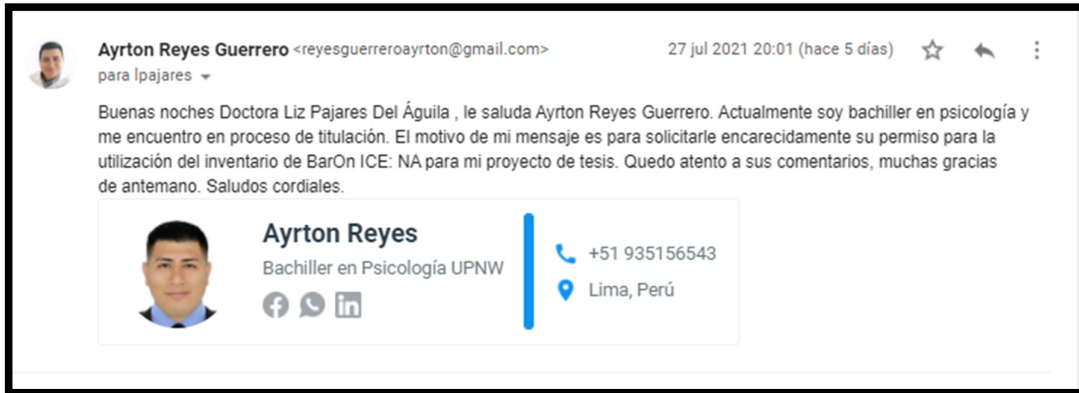 Ayrton Reyes Guerrero <reyesguerreroayrton@gmail.com> 27 jul 2021 20:01 (hace 5 días)
para lpajares
Buenas noches Doctora Liz Pajares Del Águila , le saluda Ayrton Reyes Guerrero. Actualmente soy bachiller en psicología y
me encuentro en proceso de titulación. El motivo de mi mensaje es para solicitarle encarecidamente su permiso para la
utilización del inventario de BarOn ICE: NA para mi proyecto de tesis. Quedo atento a sus comentarios, muchas gracias
de antemano. Saludos cordiales.
Ayrton Reyes
Bachiller en Psicología UPNW
+51 935156543
Lima, Perú